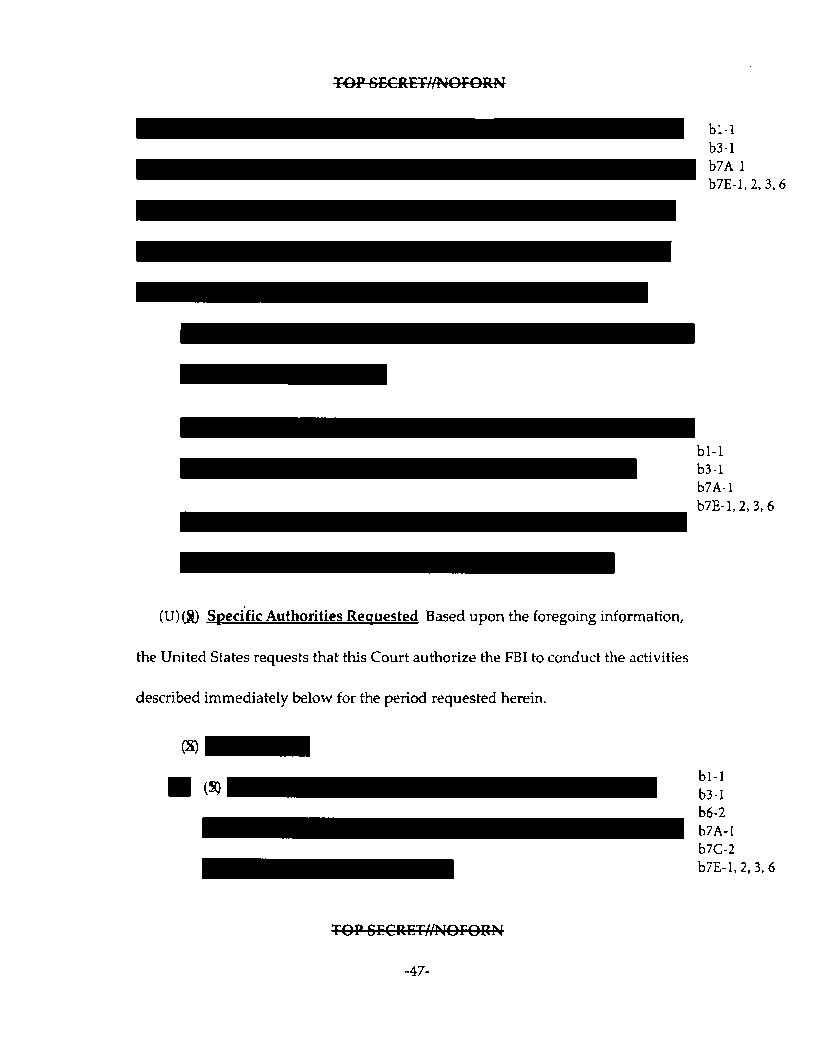 TOP SECRET//NOFORN
b1-1
b3-1
b7A-1
b7E-1, 2, 3, 6
b1-1
b3-1
b7A-1
b7E-1, 2, 3, 6
(U)(S) Specific Authorities Requested Based upon the foregoing information,
the United States requests that this Court authorize the FBI to conduct the activities
described immediately below for the period requested herein.
(S)
(S)
b1-1
b3-1
b6-2
b7A-1
b7C-2
b7E-1, 2, 3, 6
TOP SECRET//NOFORN
-47-